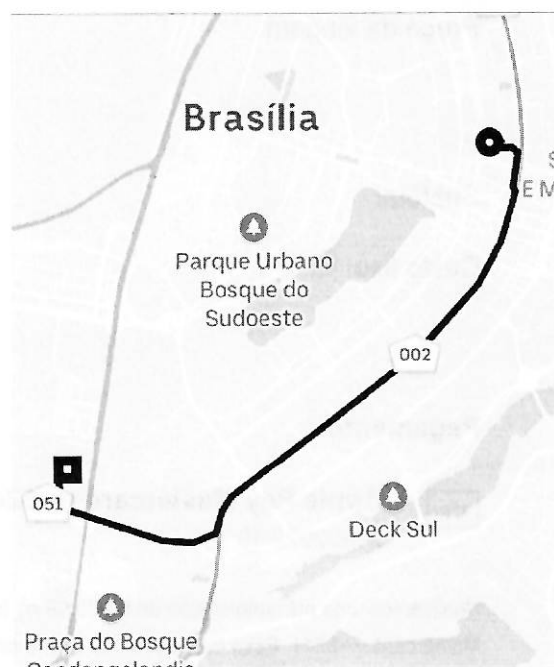 Brasília
S
E M
Parque Urbano
Bosque do
Sudoeste
002
051
Deck Sul
Praça do Bosque